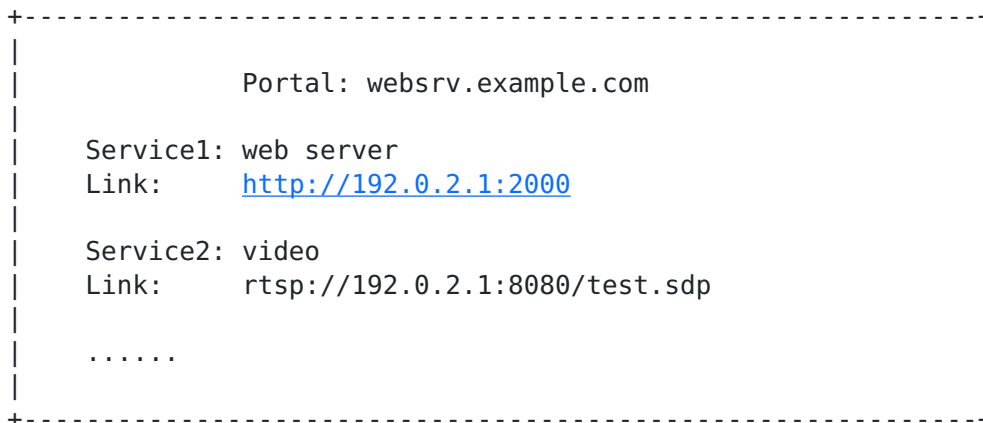 +-------------------------------------------------------------+
|
|              Portal: websrv.example.com
|
|    Service1: web server
|    Link:     http://192.0.2.1:2000
|
|    Service2: video
|    Link:     rtsp://192.0.2.1:8080/test.sdp
|
|    ......
|
+-------------------------------------------------------------+